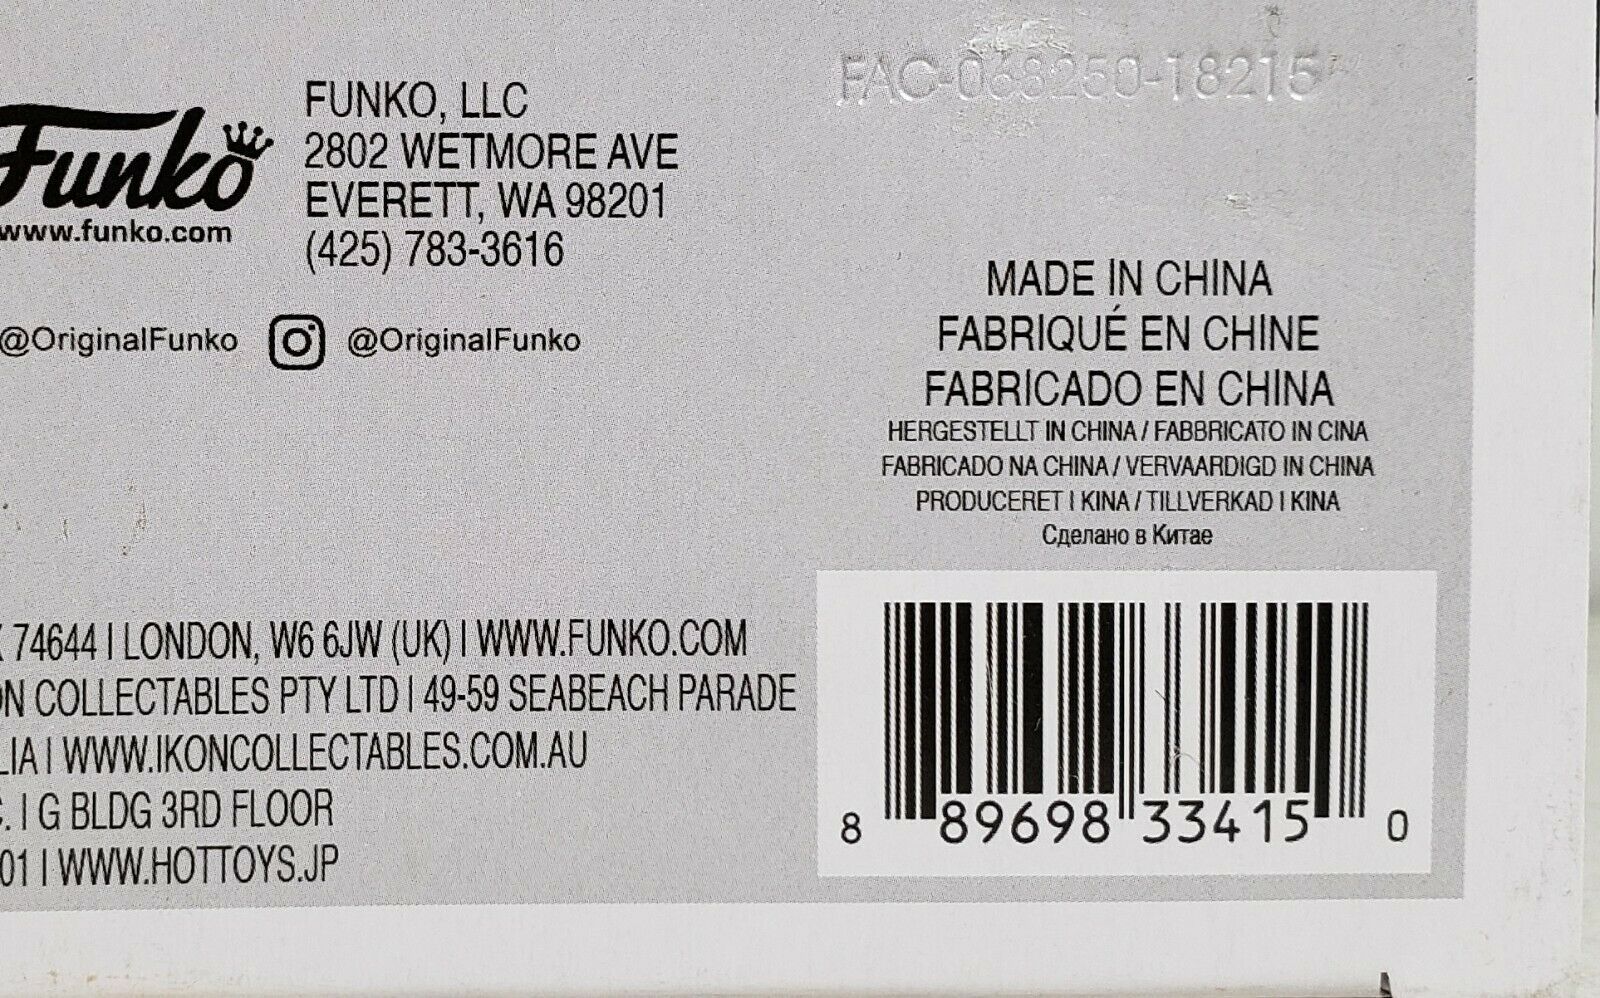 FAC-068250-18215
Funko
www.funko.com
FUNKO, LLC
2802 WETMORE AVE
EVERETT, WA 98201
(425) 783-3616
@OriginalFunko @OriginalFunko
MADE IN CHINA
FABRIQUÉ EN CHINE
FABRICADO EN CHINA
HERGESTELLT IN CHINA / FABBRICATO IN CINA
FABRICADO NA CHINA / VERVAARDIGD IN CHINA
PRODUCERET I KINA / TILLVERKAD I KINA
Сделано в Китае
74644 | LONDON, W6 6JW (UK) | WWW.FUNKO.COM
ON COLLECTABLES PTY LTD | 49-59 SEABEACH PARADE
LIA | WWW.IKONCOLLECTABLES.COM.AU
C. | G BLDG 3RD FLOOR
01 | WWW.HOTTOYS.JP
8 89698 33415 0